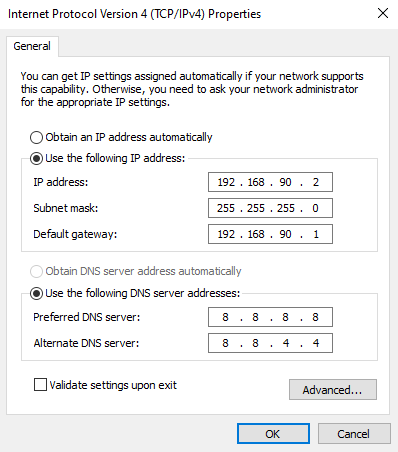 Internet Protocol Version 4 (TCP/IPv4) Properties
General
You can get IP settings assigned automatically if your network supports
this capability. Otherwise, you need to ask your network administrator
for the appropriate IP settings.
Obtain an IP address automatically
Use the following IP address:
IP address: 192 . 168 . 90 . 2
Subnet mask: 255 . 255 . 255 . 0
Default gateway: 192 . 168 . 90 . 1
Obtain DNS server address automatically
Use the following DNS server addresses:
Preferred DNS server: 8 . 8 . 8 . 8
Alternate DNS server: 8 . 8 . 4 . 4
Validate settings upon exit
Advanced...
OK Cancel